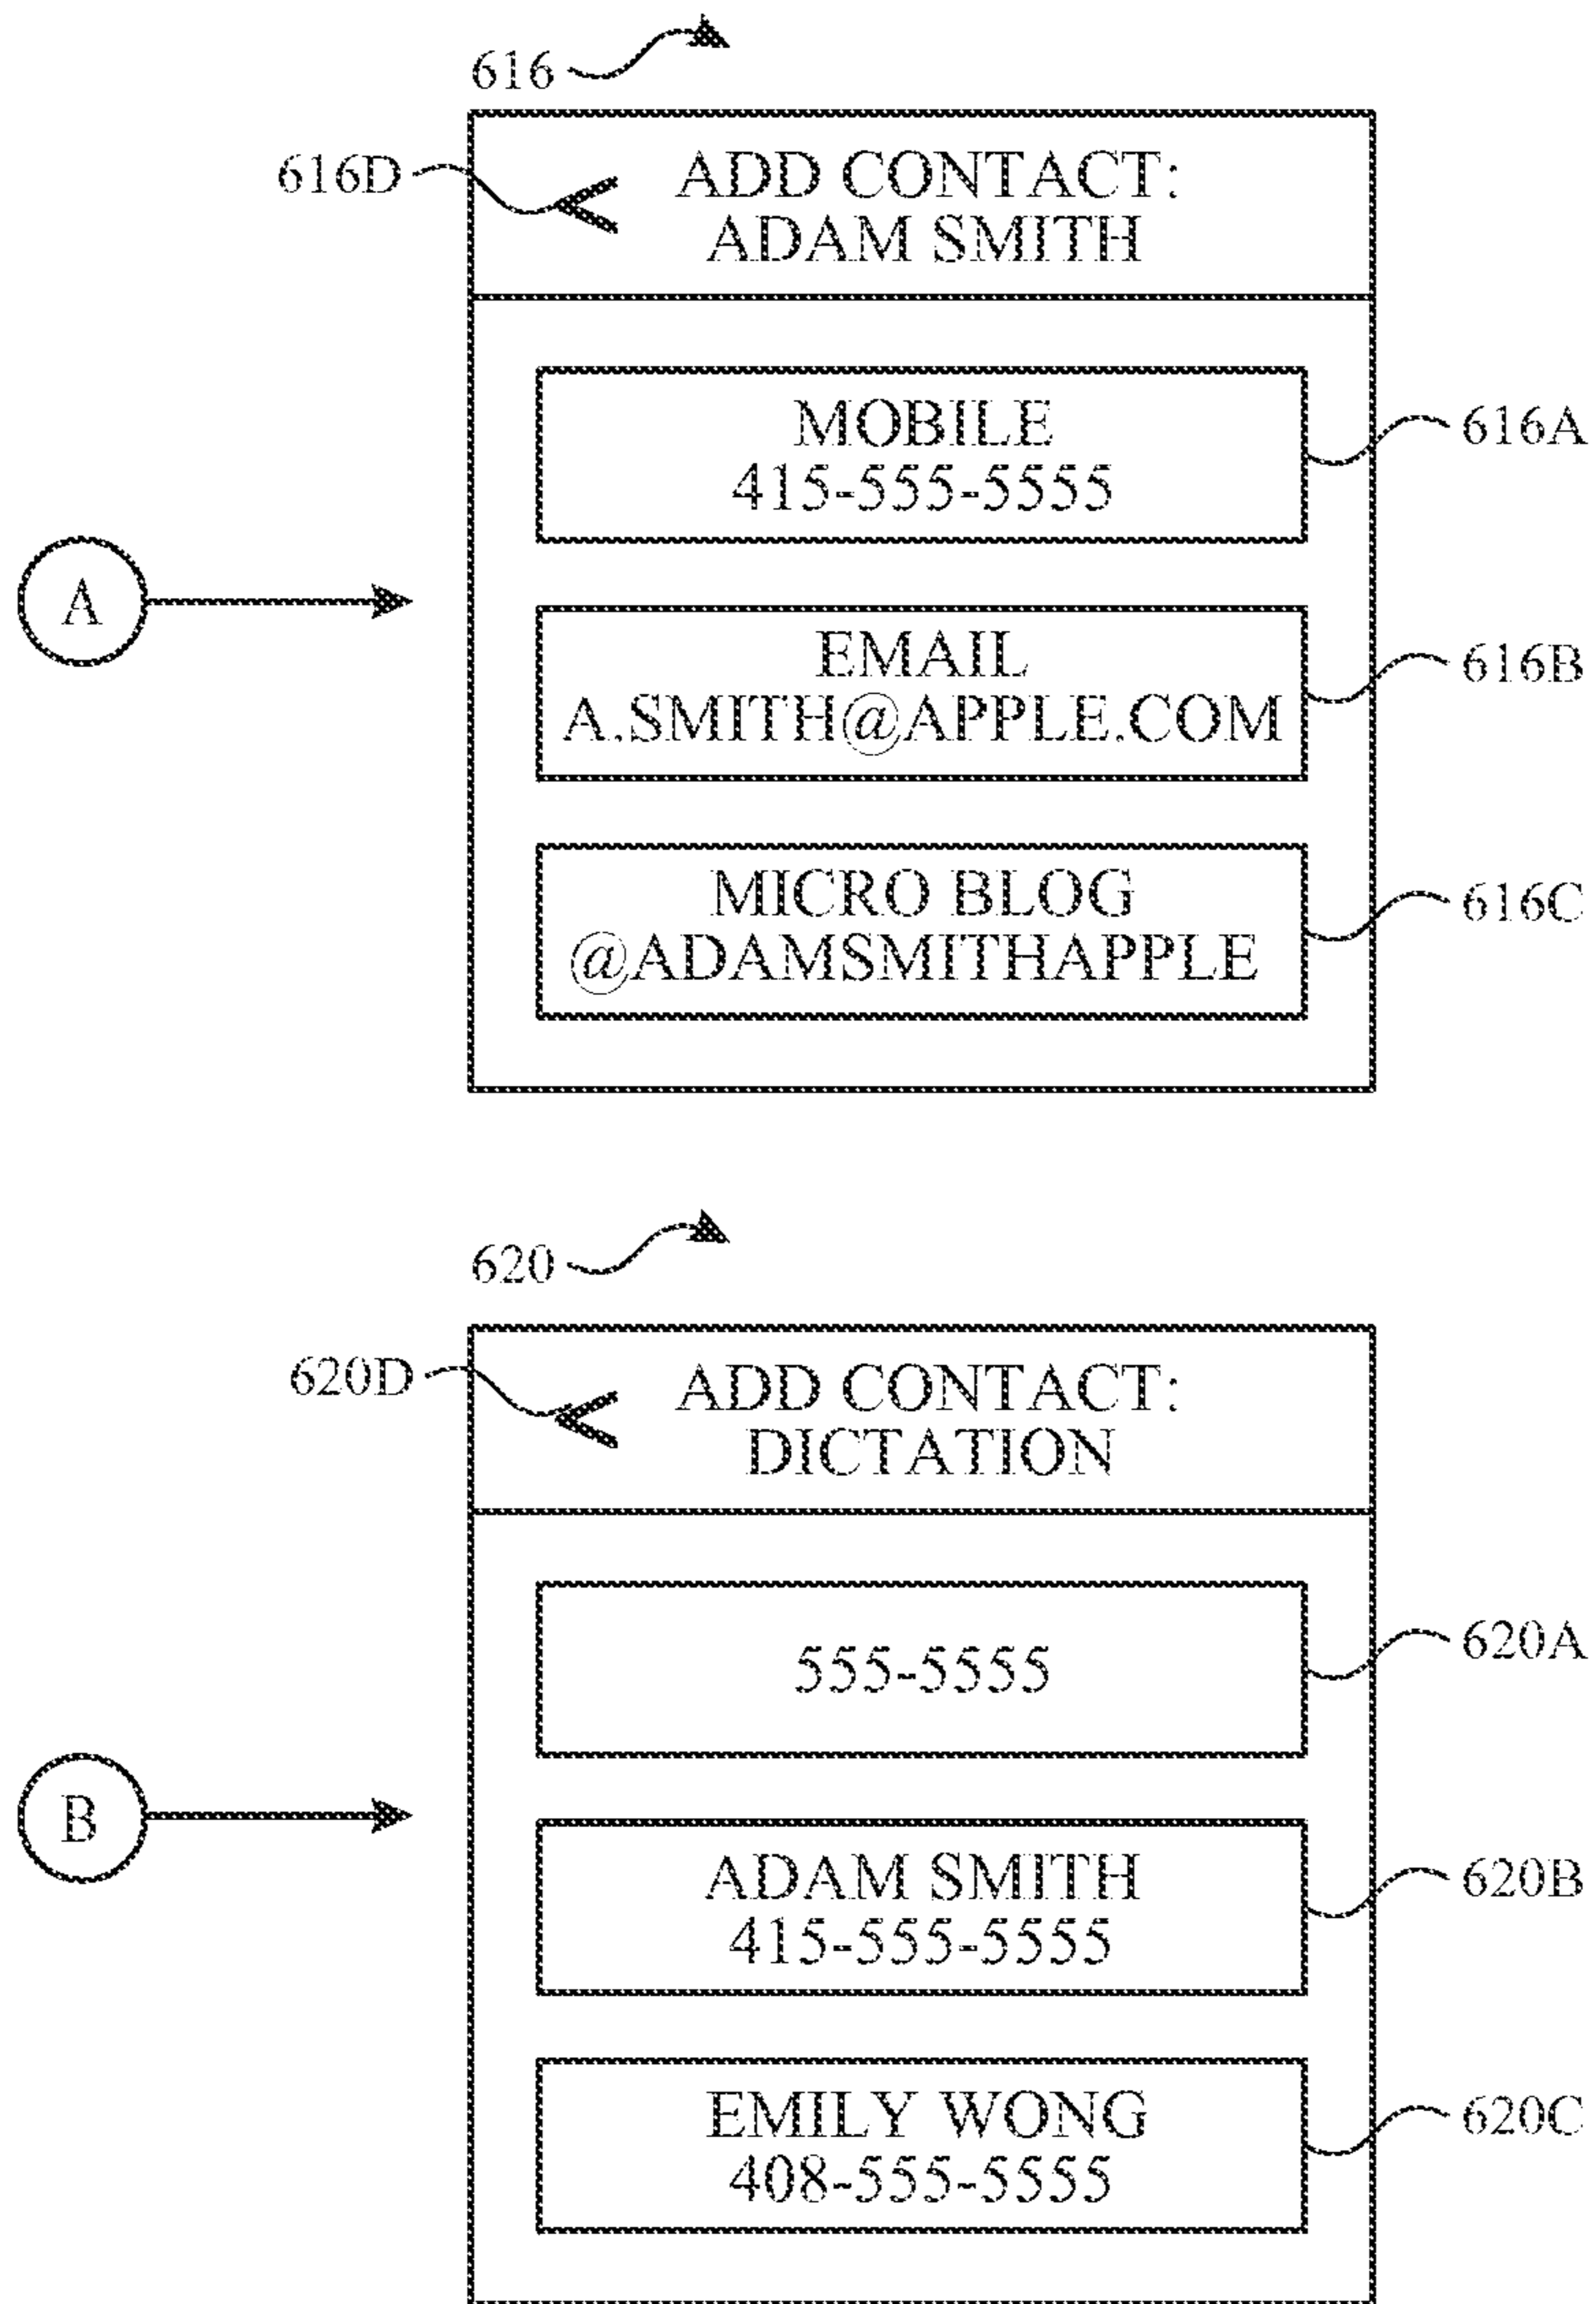 616
616D
ADD CONTACT:
ADAM SMITH
MOBILE
415-555-5555
616A
A
EMAIL
A.SMITH@APPLE.COM
616B
MICRO BLOG
@ADAMSMITHAPPLE
616C
620
620D
<
ADD CONTACT:
DICTATION
555-5555
620A
B
ADAM SMITH
415-555-5555
620B
EMILY WONG
408-555-5555
620C